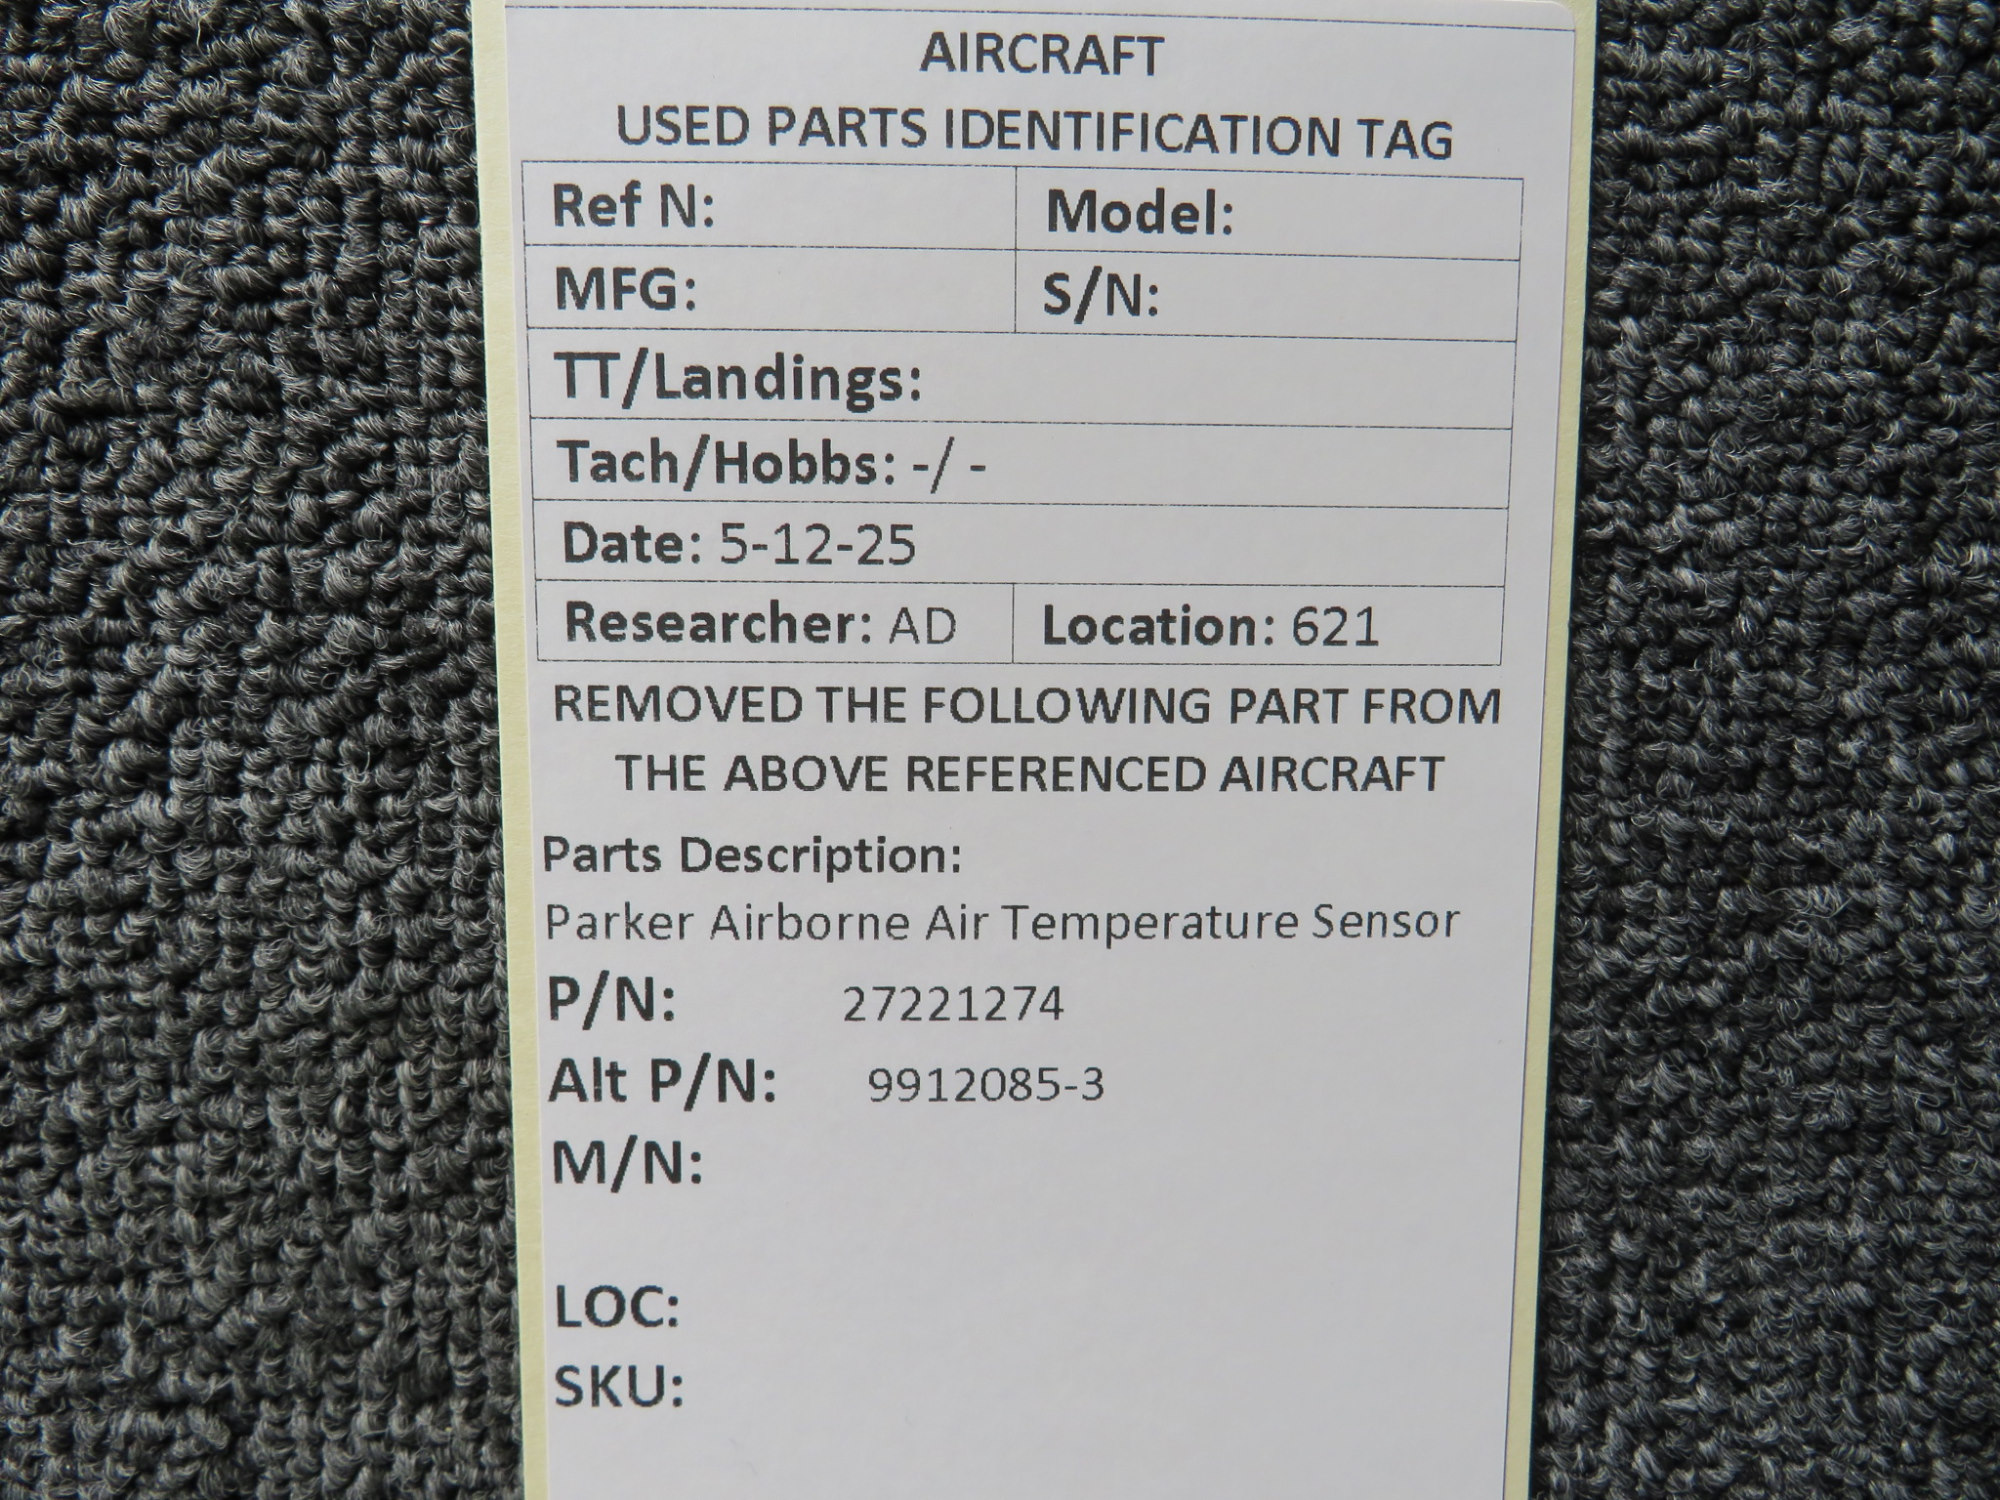 AIRCRAFT
USED PARTS IDENTIFICATION TAG
Ref N: Model:
MFG: S/N:
TT/Landings:
Tach/Hobbs: -/ -
Date: 5-12-25
Researcher: AD Location: 621
REMOVED THE FOLLOWING PART FROM
THE ABOVE REFERENCED AIRCRAFT
Parts Description:
Parker Airborne Air Temperature Sensor
P/N: 27221274
Alt P/N: 9912085-3
M/N:
LOC:
SKU: